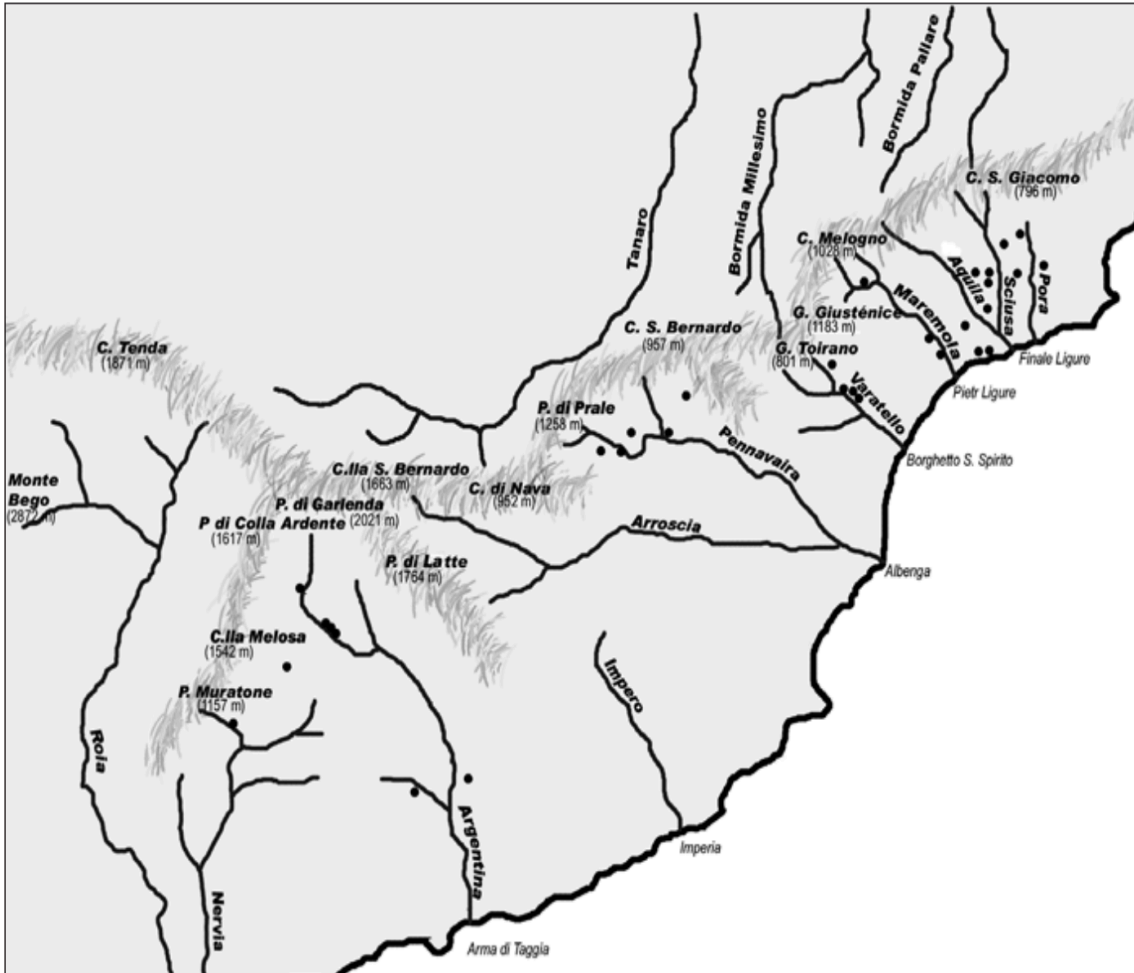 Bormida Pallare
Bormida Millesimo
Tanaro
C. S. Giacomo
(796 m)
C. Melogno
(1028 m)
Aquila
Sciusa
Pora
Maremola
G. Giusténice
(1183 m)
C. S. Bernardo
(957 m)
G. Toirano
(801 m)
Varatello
Finale Ligure
Pietr Ligure
Borghetto S. Spirito
C. Tenda
(1871 m)
P. di Prale
(1258 m)
Pennavaira
C.lla S. Bernardo
(1663 m)
C. di Nava
(952 m)
Monte
Bego
(2872 m)
P. di Garlenda
(2021 m)
P di Colla Ardente
(1617 m)
Arroscia
Albenga
P. di Latte
(1764 m)
C.lla Melosa
(1542 m)
P. Muratone
(1157 m)
Impero
Roia
Argentina
Imperia
Nervia
Arma di Taggia